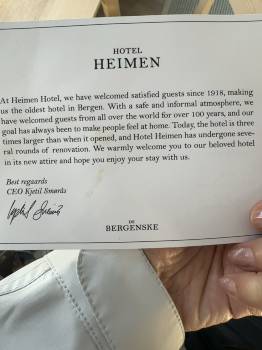 HOTEL
HEIMEN
At Heimen Hotel, we have welcomed satisfied guests since 1918, making
us the oldest hotel in Bergen. With a safe and informal atmosphere, we
have welcomed guests from all over the world for over 100 years, and our
goal has always been to make people feel at home. Today, the hotel is three
times larger than when it opened, and Hotel Heimen has undergone seve-
ral rounds of renovation. We warmly welcome you to our beloved hotel
in its new attire and hope you enjoy your stay with us.
Best regaards
CEO Kjetil Smørås
DE
BERGENSKE